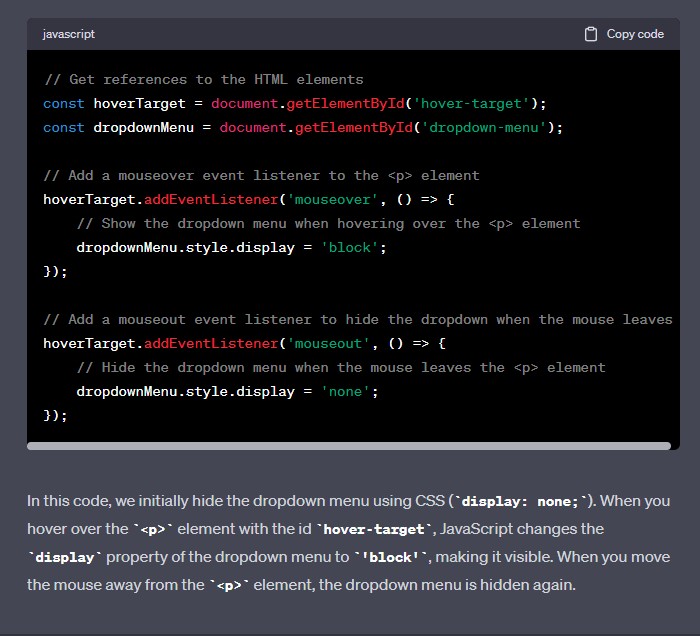 javascript
Copy code
// Get references to the HTML elements
const hoverTarget = document.getElementById('hover-target');
const dropdownMenu = document.getElementById('dropdown-menu');
// Add a mouseover event listener to the <p> element
hoverTarget.addEventListener('mouseover', () => {
    // Show the dropdown menu when hovering over the <p> element
    dropdownMenu.style.display = 'block';
});
// Add a mouseout event listener to hide the dropdown when the mouse leaves
hoverTarget.addEventListener('mouseout', () => {
    // Hide the dropdown menu when the mouse leaves the <p> element
    dropdownMenu.style.display = 'none';
});
In this code, we initially hide the dropdown menu using CSS (`display: none;`). When you
hover over the `<p>` element with the id `hover-target`, JavaScript changes the
`display` property of the dropdown menu to `'block'`, making it visible. When you move
the mouse away from the `<p>` element, the dropdown menu is hidden again.